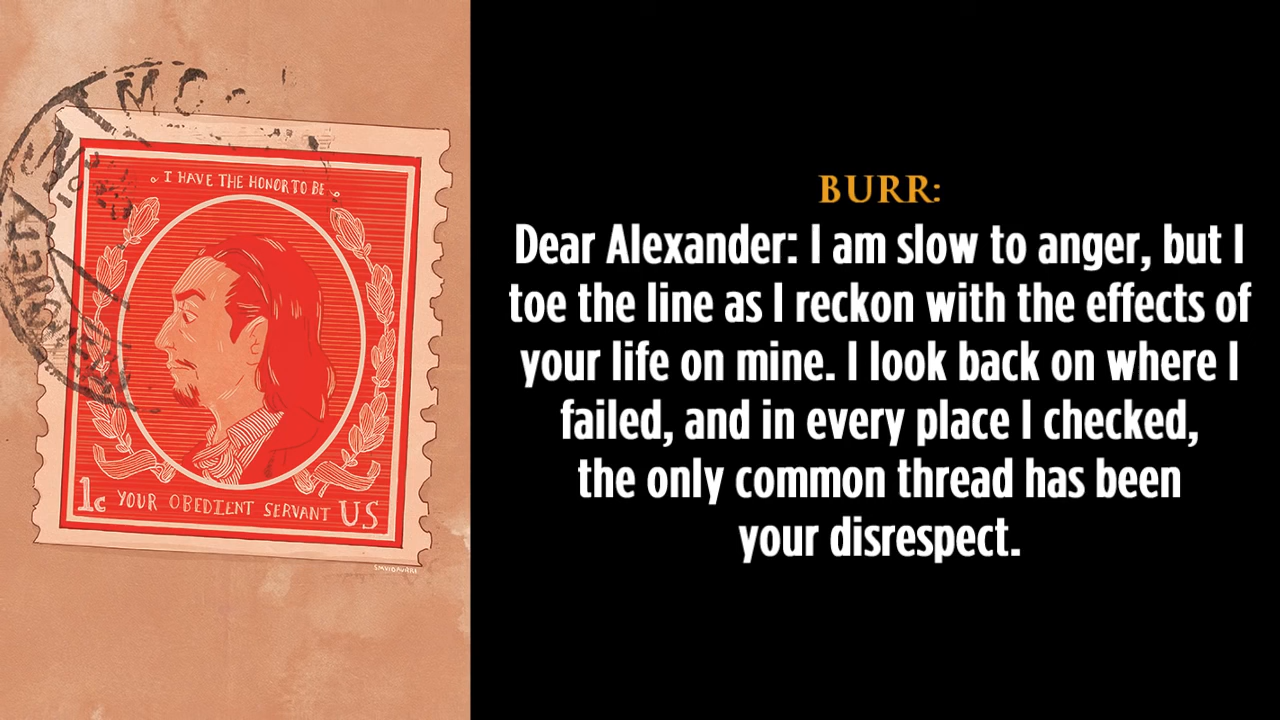 I HAVE THE HONOR TO BE
1c YOUR OBEDIENT SERVANT US
BURR:
Dear Alexander: I am slow to anger, but I
toe the line as I reckon with the effects of
your life on mine. I look back on where I
failed, and in every place I checked,
the only common thread has been
your disrespect.